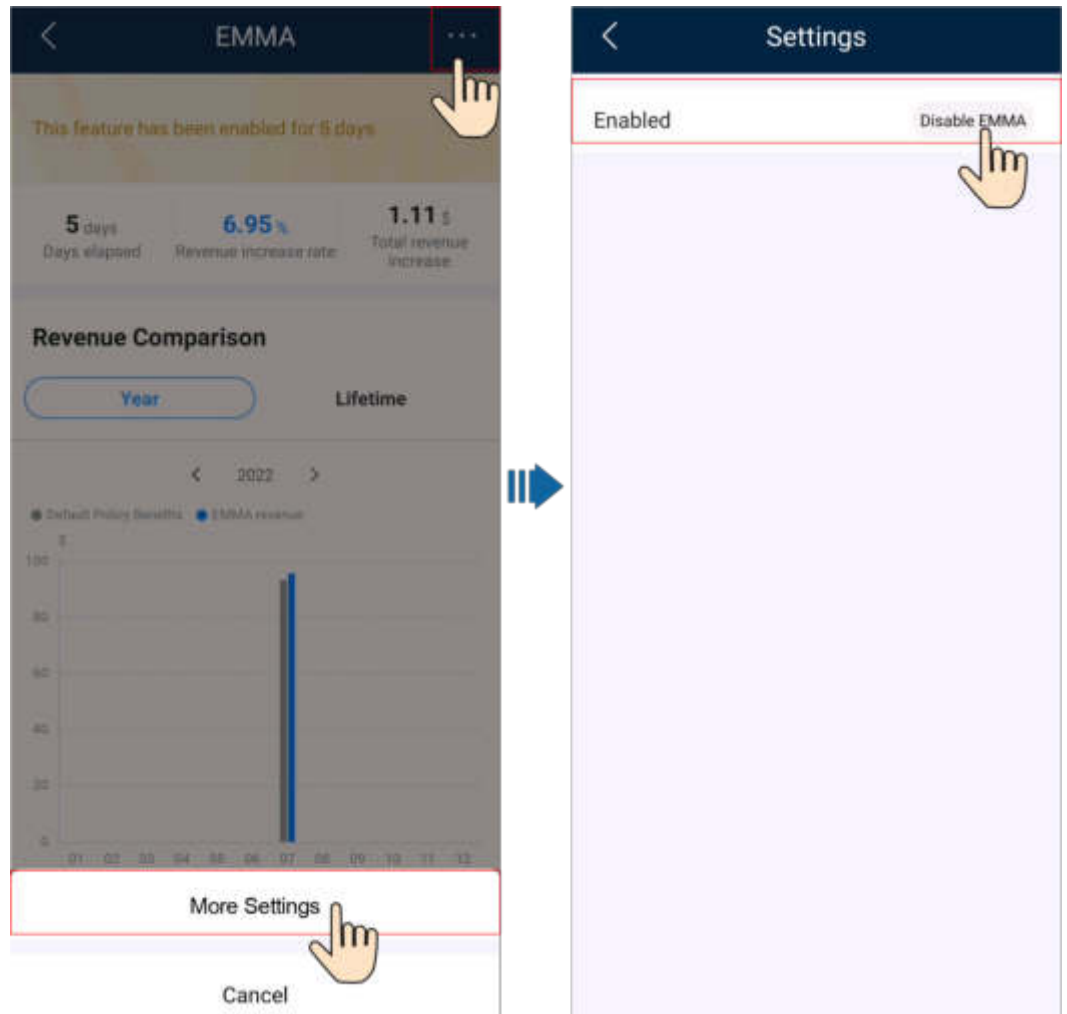 EMMA
This feature has been enabled for 5 days
5 days
Days elapsed
6.95 %
Revenue increase rate
1.11 $
Total revenue
increase
Revenue Comparison
Year
Lifetime
2022
Default Policy Benefits
EMMA revenue
$
100
80
60
40
20
0
01 02 03 04 05 06 07 08 09 10 11 12
More Settings
Cancel
Settings
Enabled
Disable EMMA